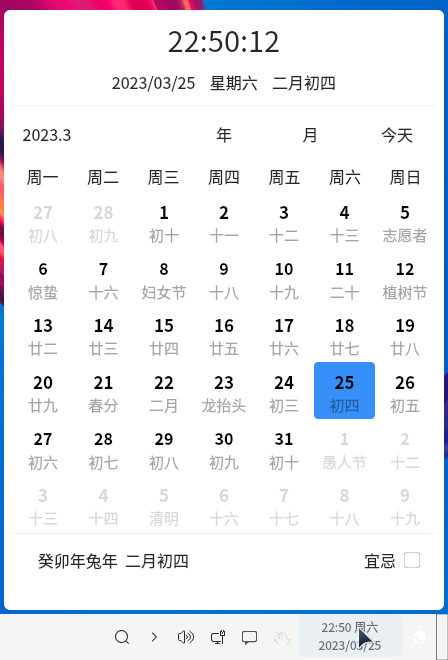 22:50:12
2023/03/25 星期六 二月初四
2023.3 年 月 今天
周一 周二 周三 周四 周五 周六 周日
27 28 1 2 3 4 5
初八 初九 初十 十一 十二 十三 志愿者
6 7 8 9 10 11 12
惊蛰 十六 妇女节 十八 十九 二十 植树节
13 14 15 16 17 18 19
廿二 廿三 廿四 廿五 廿六 廿七 廿八
20 21 22 23 24 25 26
廿九 春分 二月 龙抬头 初三 初四 初五
27 28 29 30 31 1 2
初六 初七 初八 初九 初十 愚人节 十二
3 4 5 6 7 8 9
十三 十四 清明 十六 十七 十八 十九
癸卯年兔年 二月初四 宜忌
22:50 周六
2023/03/25